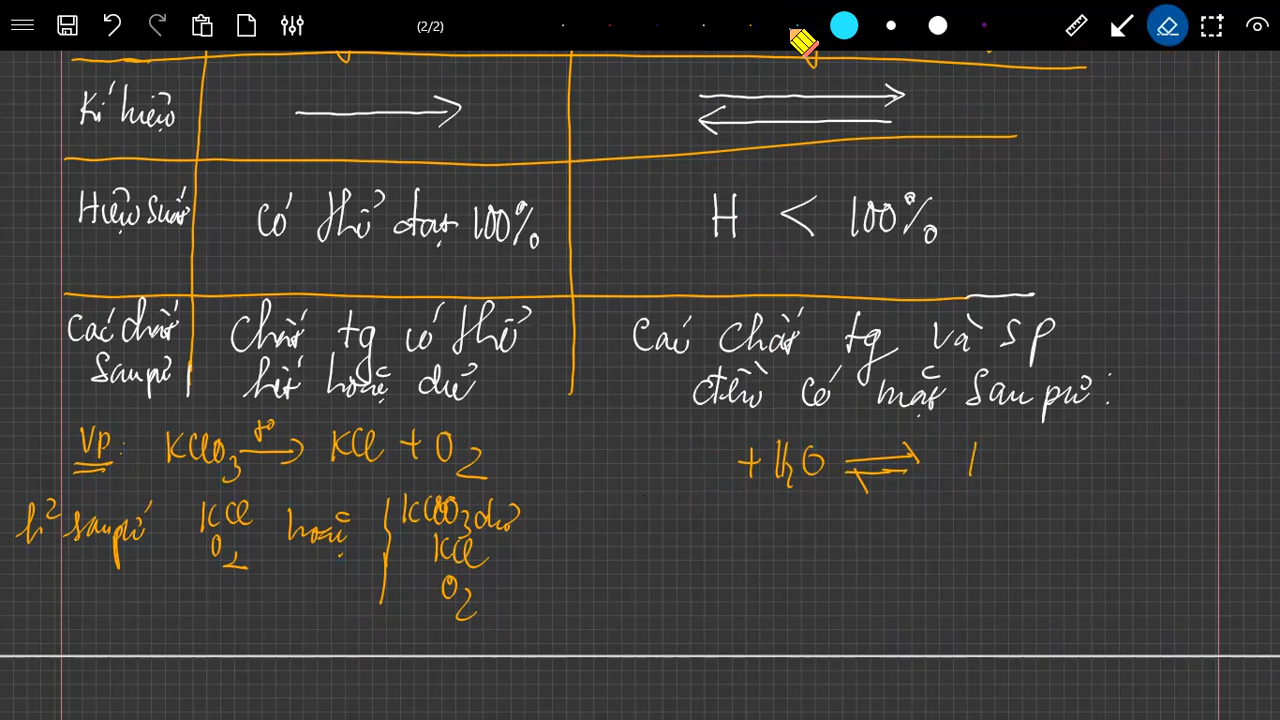 (2/2)
Kí hiệu ⟶ ⇌
Hiệu suất có thể đạt 100% H < 100%
Các chất sau pứ
chất tg có thể hết hoặc dư
Các chất tg và SP đều có mặt sau pư :
VD: KClO3 t° ⟶ KCl + O2
+ H2O ⇌
h² sau pứ KCl O2 hoặc { KClO3 dư KCl O2